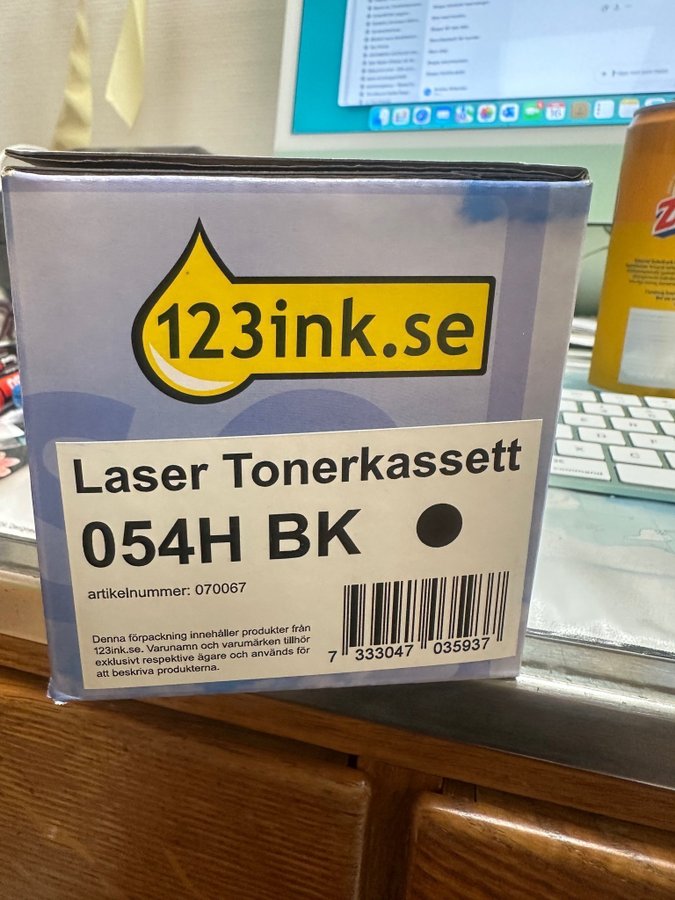 123ink.se
Laser Tonerkassett
054H BK
artikelnummer: 070067
Denna förpackning innehåller produkter från
123ink.se. Varunamn och varumärken tillhör
exklusivt respektive ägare och används för
att beskriva produkterna.
7 333047 035937
command